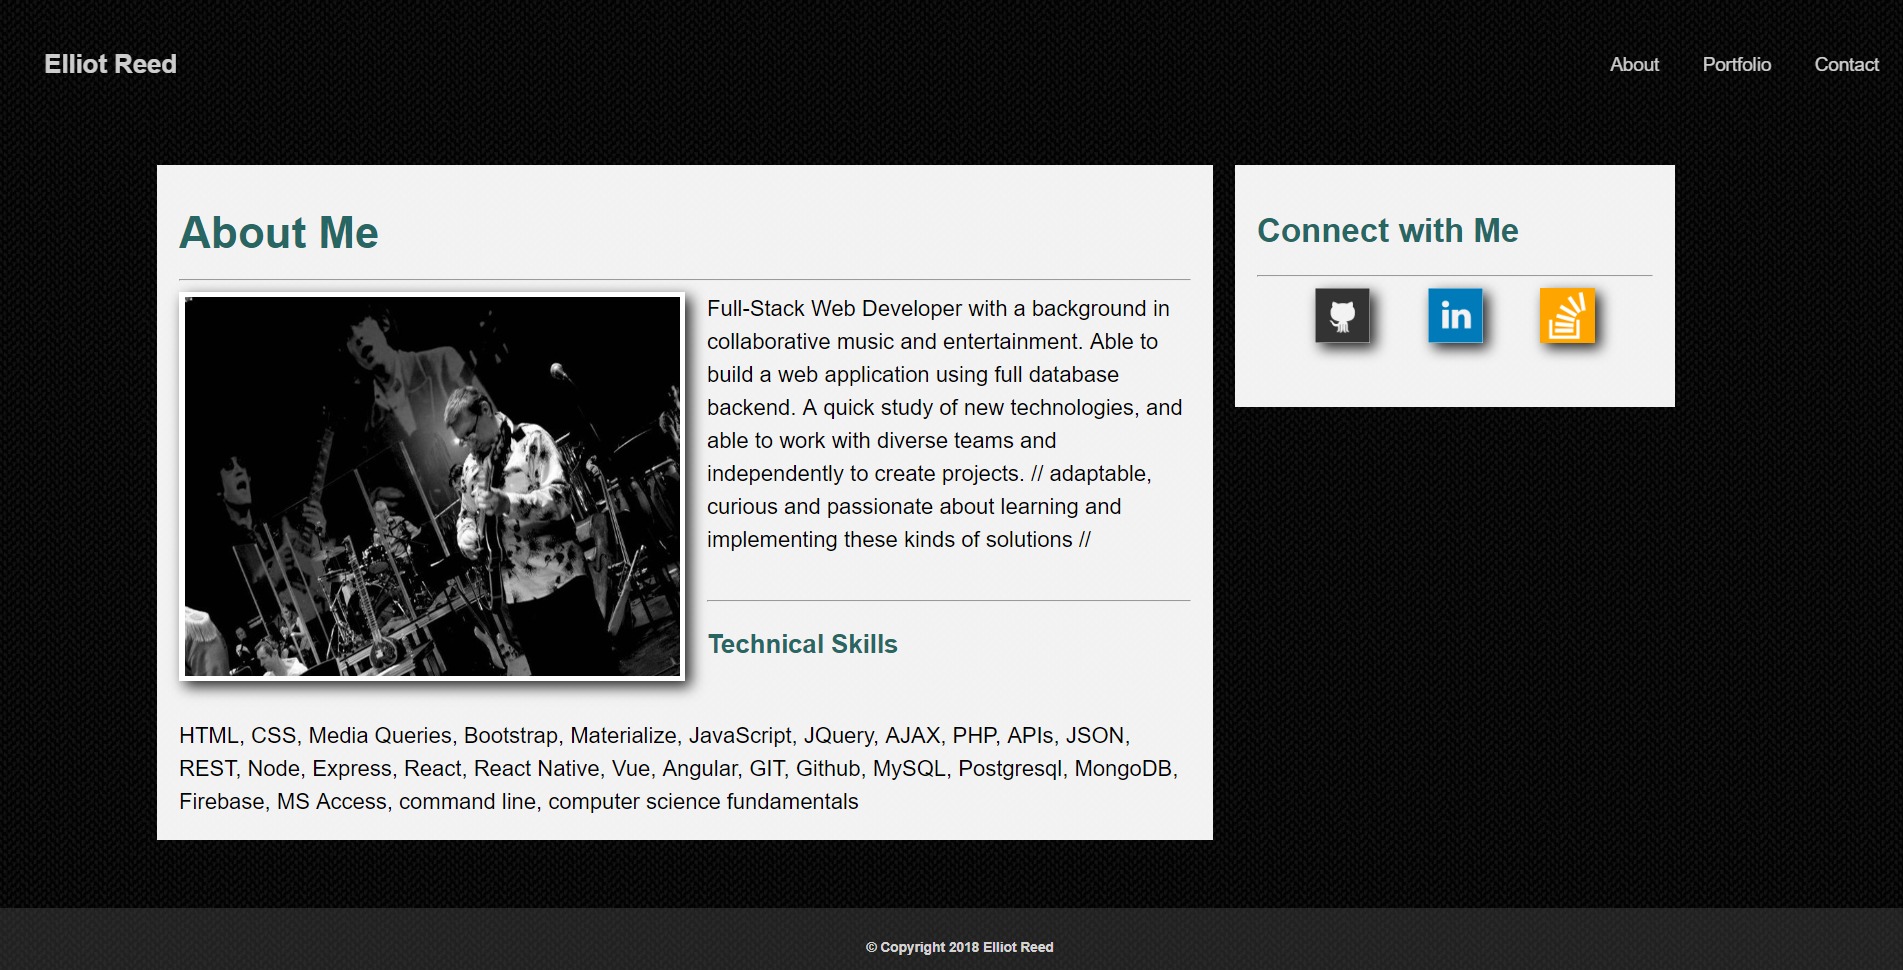 Elliot Reed
About
Portfolio
Contact
About Me
Full-Stack Web Developer with a background in
collaborative music and entertainment. Able to
build a web application using full database
backend. A quick study of new technologies, and
able to work with diverse teams and
independently to create projects. // adaptable,
curious and passionate about learning and
implementing these kinds of solutions //
Technical Skills
HTML, CSS, Media Queries, Bootstrap, Materialize, JavaScript, JQuery, AJAX, PHP, APIs, JSON,
REST, Node, Express, React, React Native, Vue, Angular, GIT, Github, MySQL, Postgresql, MongoDB,
Firebase, MS Access, command line, computer science fundamentals
Connect with Me
in
© Copyright 2018 Elliot Reed